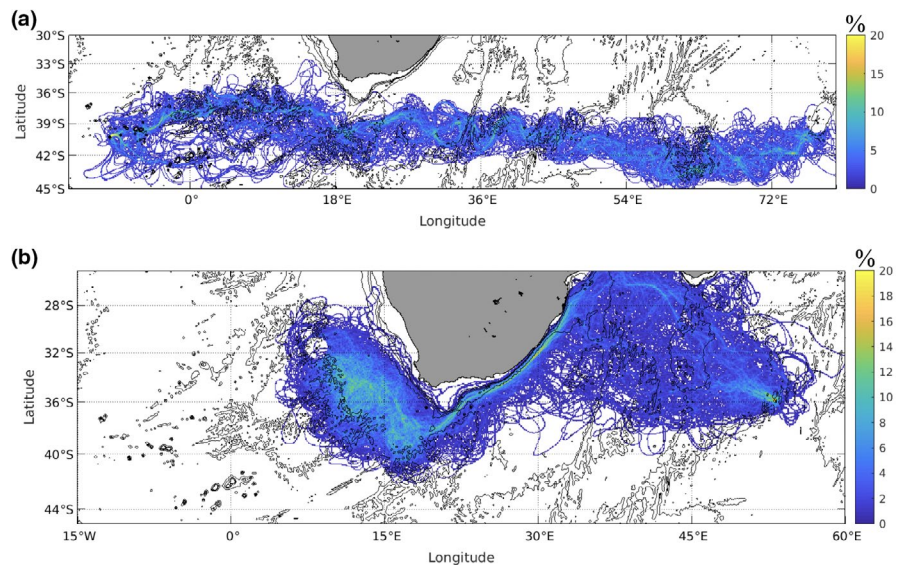 (a)
%
30°S
33°S
36°S
39°S
42°S
45°S
Latitude
0°
18°E
36°E
54°E
72°E
Longitude
20
15
10
5
0
(b)
%
28°S
32°S
36°S
40°S
44°S
Latitude
15°W
0°
15°E
30°E
45°E
60°E
Longitude
20
18
16
14
12
10
8
6
4
2
0